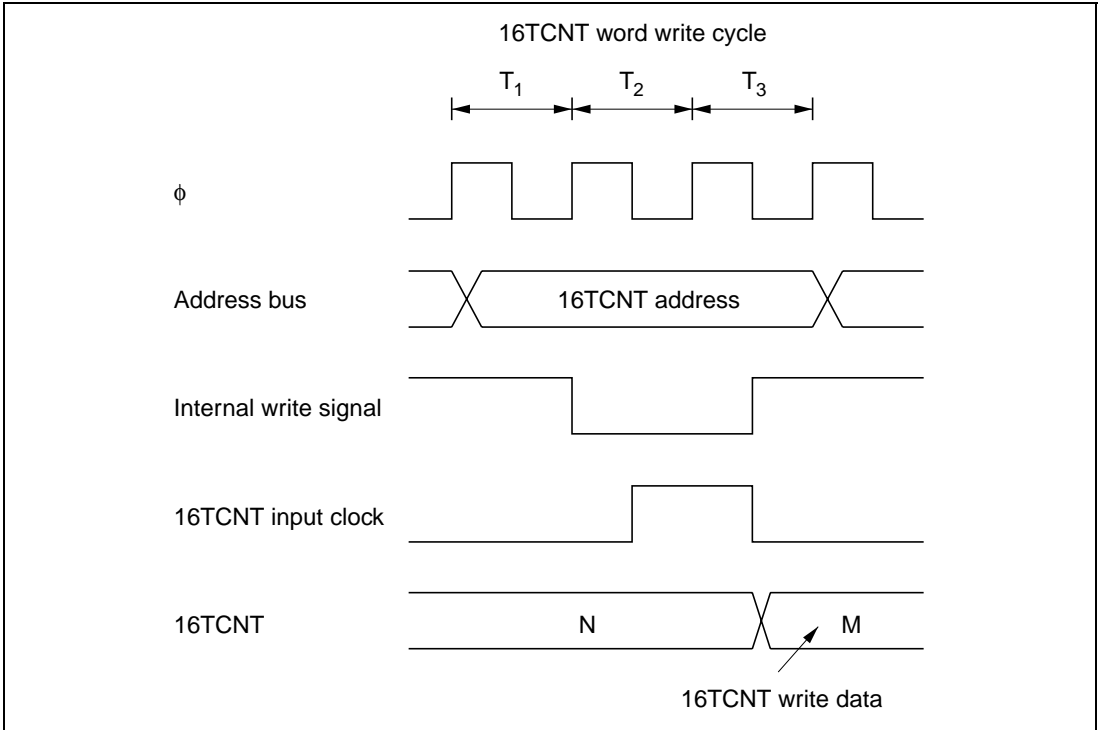 16TCNT word write cycle
T1 T2 T3
φ
Address bus 16TCNT address
Internal write signal
16TCNT input clock
16TCNT N M
16TCNT write data